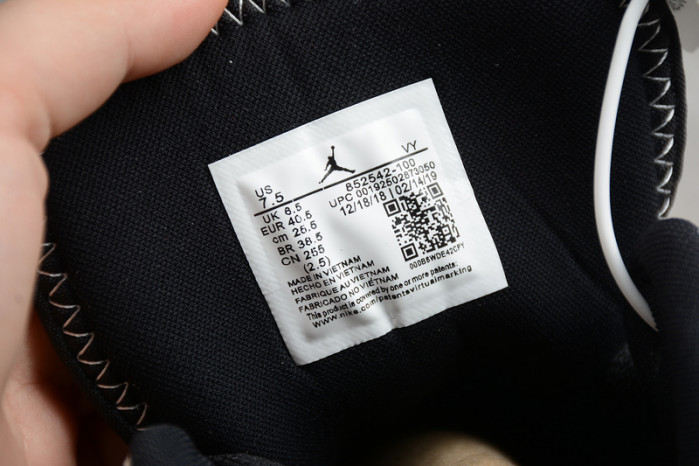 US
7.5
VY
UK 6.5
EUR 40.5
cm 25.5
BR 38.5
CN 255
(2.5)
852542-100
UPC 00192502873050
12/18/18 | 02/14/19
000B5WDE42CPY
MADE IN VIETNAM
HECHO EN VIETNAM
FABRIQUE AU VIETNAM
FABRICADO NO VIÉTNAM
This product is covered by one or more patents:
www.nike.com/patentsvirtualmarking